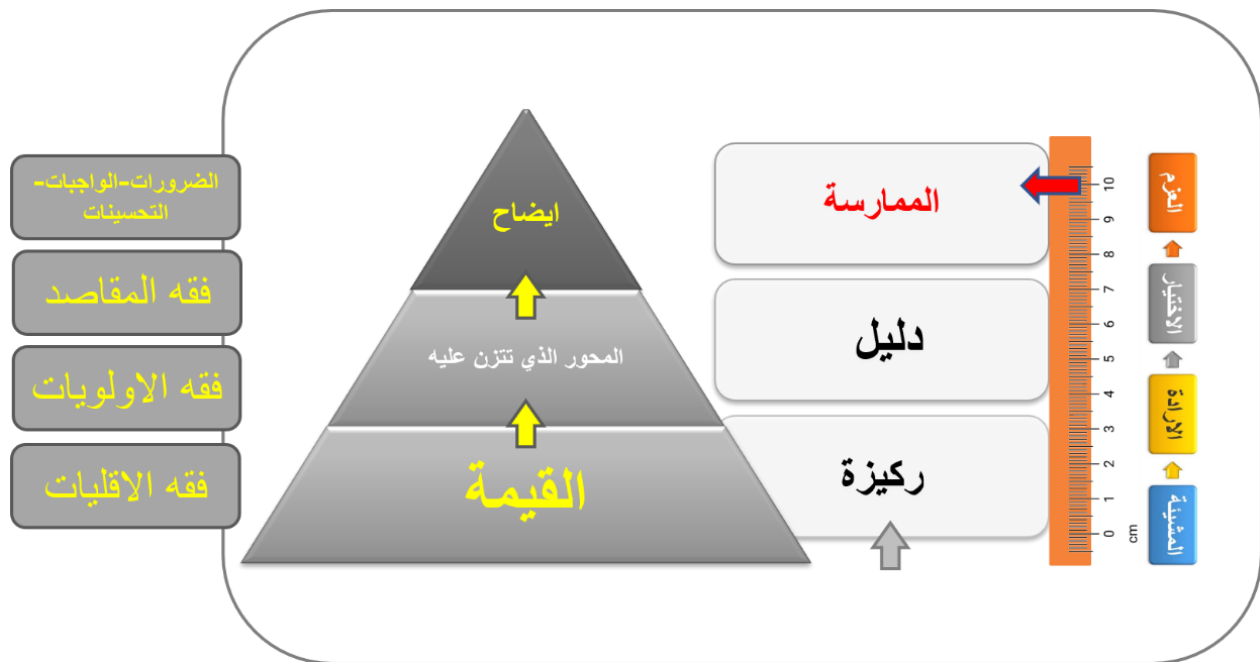 العزم
الاختيار
الارادة
المشيئة
10
9
8
7
6
5
4
3
2
1
0
cm
الممارسة
دليل
ركيزة
ايضاح
المحور الذي تتزن عليه
القيمة
الضرورات-الواجبات-
التحسينات
فقه المقاصد
فقه الاولويات
فقه الاقليات